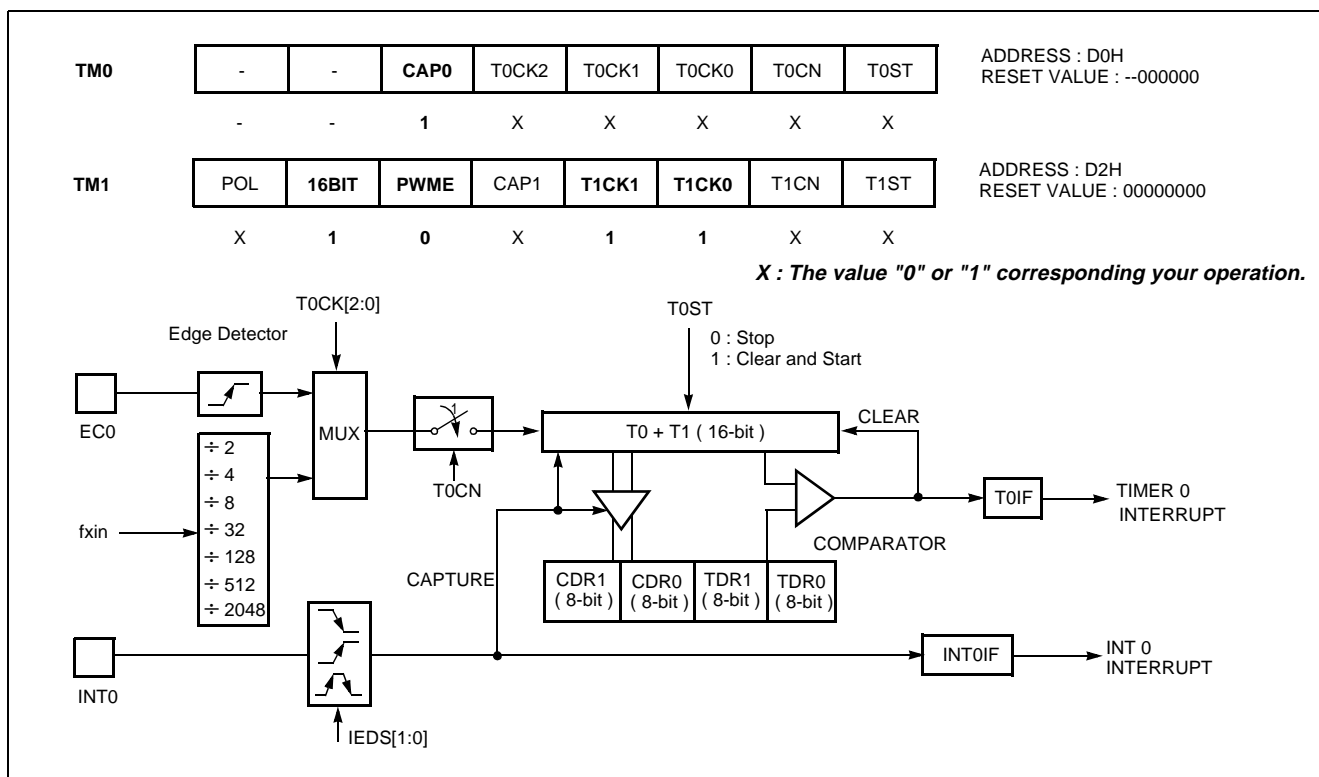 TM0 - - CAP0 T0CK2 T0CK1 T0CK0 T0CN T0ST
ADDRESS : D0H
RESET VALUE : --000000
- - 1 X X X X X
TM1 POL 16BIT PWME CAP1 T1CK1 T1CK0 T1CN T1ST
ADDRESS : D2H
RESET VALUE : 00000000
X 1 0 X 1 1 X X
X : The value "0" or "1" corresponding your operation.
T0CK[2:0]
Edge Detector
T0ST
0 : Stop
1 : Clear and Start
EC0
MUX
1
T0CN
T0 + T1 ( 16-bit )
CLEAR
fxin
÷ 2
÷ 4
÷ 8
÷ 32
÷ 128
÷ 512
÷ 2048
COMPARATOR
T0IF
TIMER 0
INTERRUPT
CAPTURE
CDR1
( 8-bit )
CDR0
( 8-bit )
TDR1
( 8-bit )
TDR0
( 8-bit )
INT0
IEDS[1:0]
INT0IF
INT 0
INTERRUPT